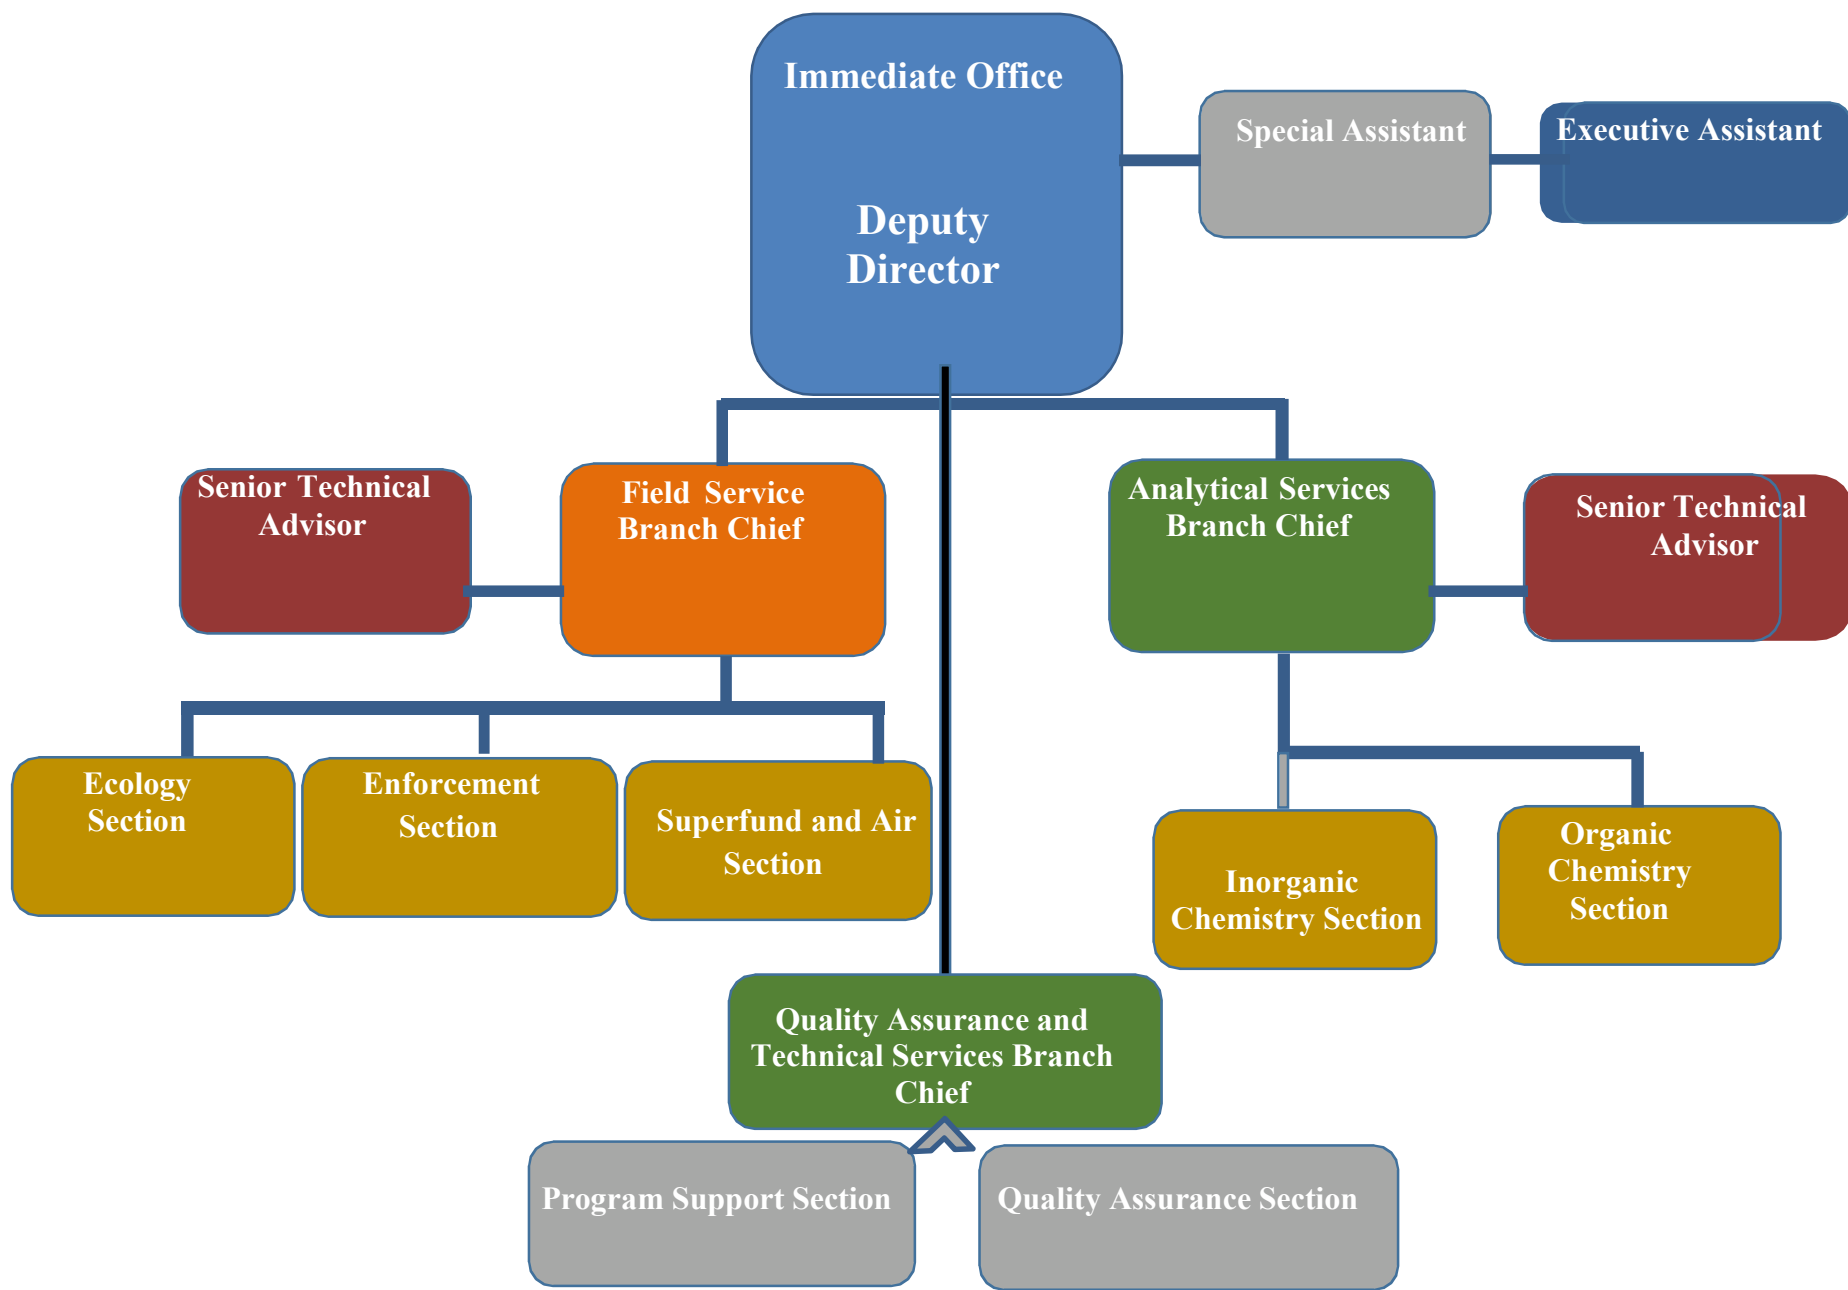 Immediate Office
Deputy
Director
Special Assistant
Executive Assistant
Senior Technical
Advisor
Field Service
Branch Chief
Analytical Services
Branch Chief
Senior Technical
Advisor
Ecology
Section
Enforcement
Section
Superfund and Air
Section
Inorganic
Chemistry Section
Organic
Chemistry
Section
Quality Assurance and
Technical Services Branch
Chief
Program Support Section
Quality Assurance Section